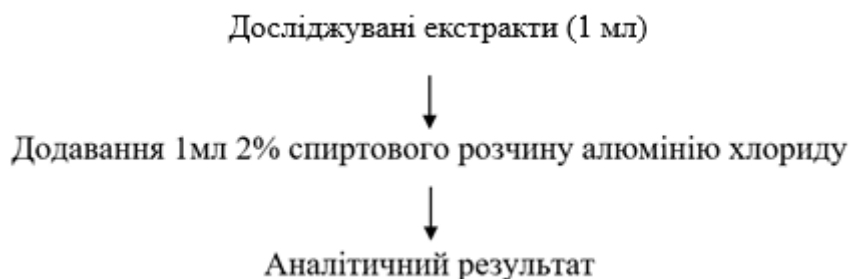 Досліджувані екстракти (1 мл)
Додавання 1мл 2% спиртового розчину алюмінію хлориду
Аналітичний результат